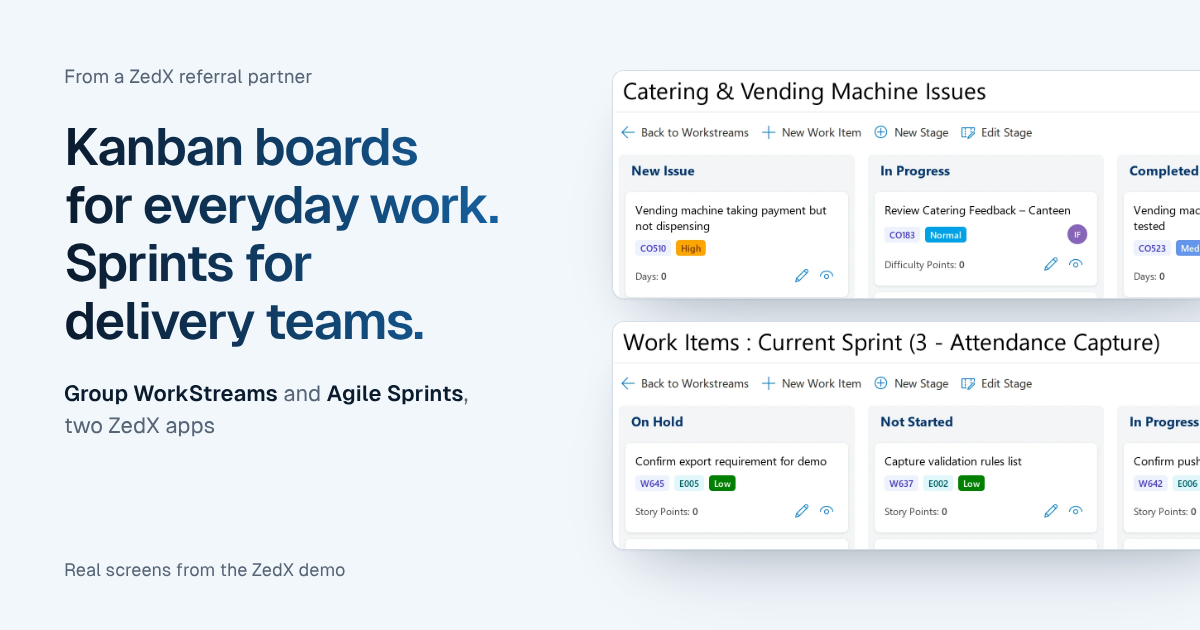 From a ZedX referral partner
Kanban boards
for everyday work.
Sprints for
delivery teams.
Group WorkStreams and Agile Sprints,
two ZedX apps
Real screens from the ZedX demo
Catering & Vending Machine Issues
Back to Workstreams New Work Item New Stage Edit Stage
New Issue
Vending machine taking payment but
not dispensing
CO510 High
Days: 0
In Progress
Review Catering Feedback – Canteen
CO183 Normal
IF
Difficulty Points: 0
Completed
Vending mac
tested
CO523 Med
Days: 0
Work Items : Current Sprint (3 - Attendance Capture)
Back to Workstreams New Work Item New Stage Edit Stage
On Hold
Confirm export requirement for demo
W645 E005 Low
Story Points: 0
Not Started
Capture validation rules list
W637 E002 Low
Story Points: 0
In Progress
Confirm push
W642 E006
Story Points: 0